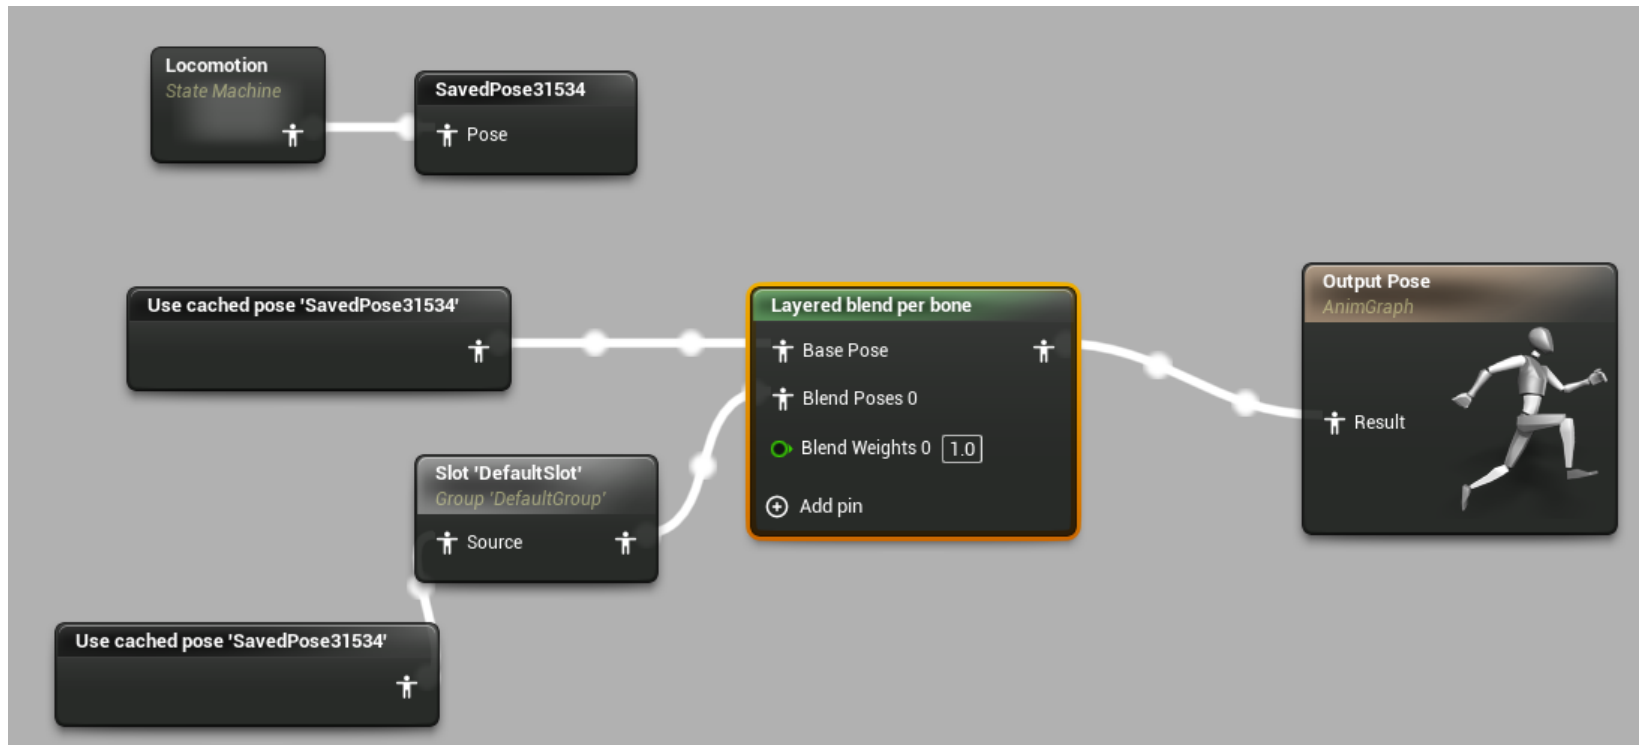 Locomotion
State Machine
SavedPose31534
Pose
Use cached pose 'SavedPose31534'
Layered blend per bone
Base Pose
Blend Poses 0
Blend Weights 0 1.0
Add pin
Output Pose
AnimGraph
Result
Slot 'DefaultSlot'
Group 'DefaultGroup'
Source
Use cached pose 'SavedPose31534'